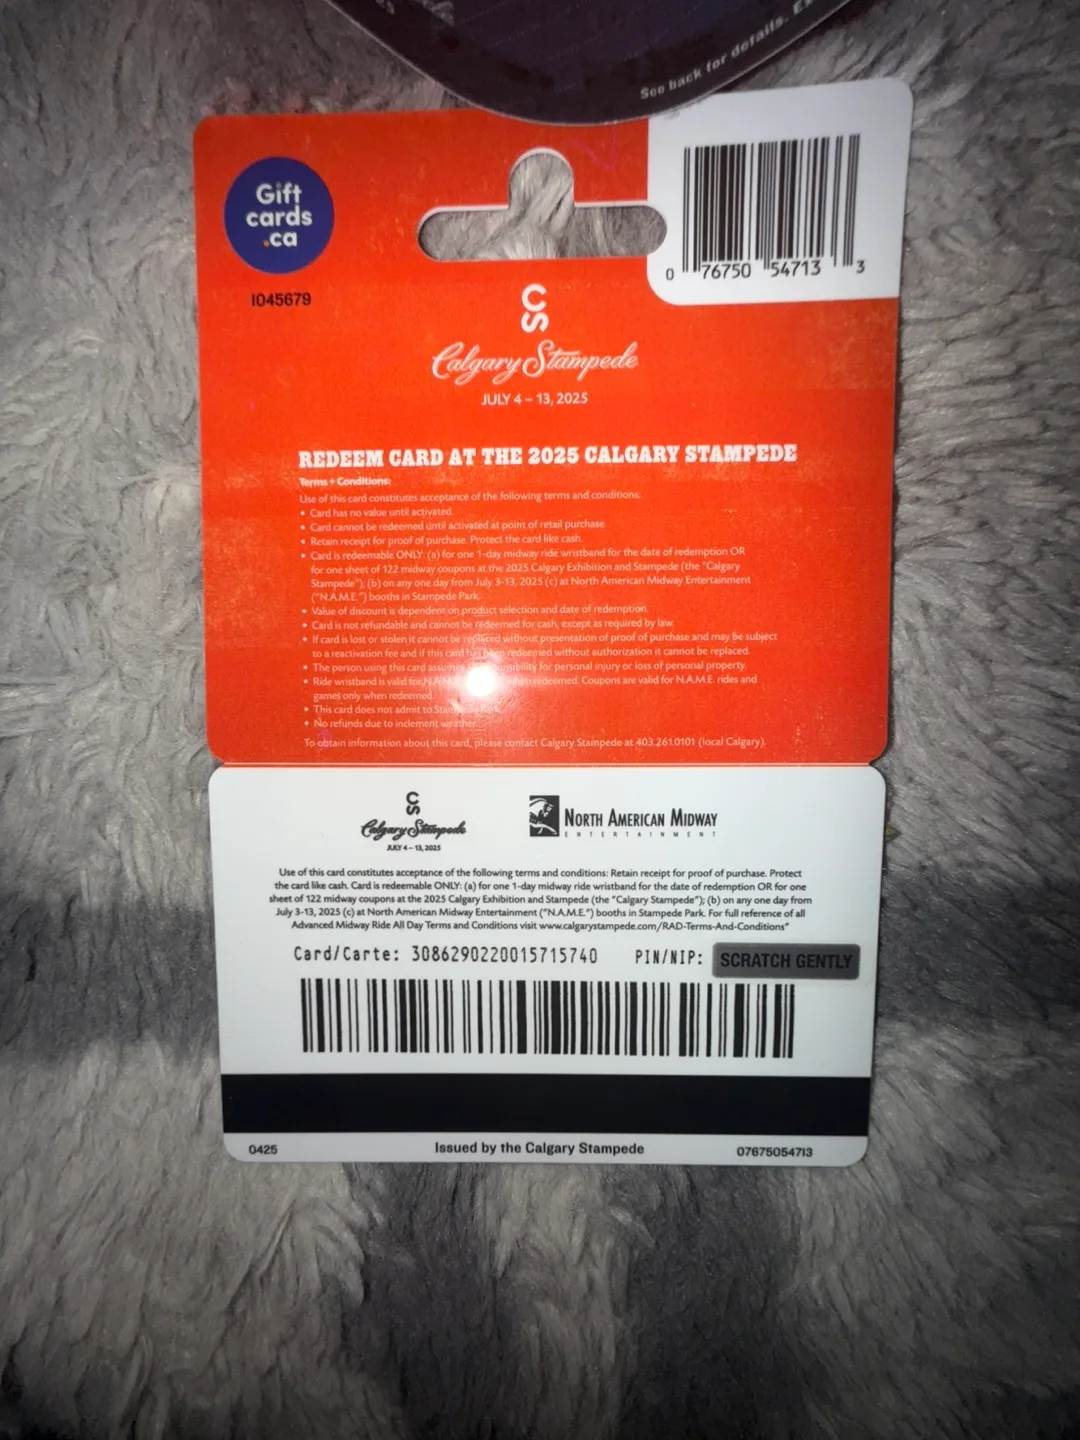 See back for details.
Gift
cards
.ca
I045679
0 76750 54713 3
CS
Calgary Stampede
JULY 4 – 13, 2025
REDEEM CARD AT THE 2025 CALGARY STAMPEDE
Terms + Conditions:
Use of this card constitutes acceptance of the following terms and conditions:
• Card has no value until activated.
• Card cannot be redeemed until activated at point of retail purchase.
• Retain receipt for proof of purchase. Protect the card like cash.
• Card is redeemable ONLY: (a) for one 1-day midway ride wristband for the date of redemption OR
for one sheet of 122 midway coupons at the 2025 Calgary Exhibition and Stampede (the "Calgary
Stampede"); (b) on any one day from July 3-13, 2025 (c) at North American Midway Entertainment
("N.A.M.E.") booths in Stampede Park.
• Value of discount is dependent on product selection and date of redemption.
• Card is not refundable and cannot be redeemed for cash, except as required by law.
• If card is lost or stolen it cannot be replaced without presentation of proof of purchase and may be subject
to a reactivation fee and if this card has been redeemed without authorization it cannot be replaced.
• The person using this card assumes responsibility for personal injury or loss of personal property.
• Ride wristband is valid for N.A.M.E. when redeemed. Coupons are valid for N.A.M.E. rides and
games only when redeemed.
• This card does not admit to Stampede Park.
• No refunds due to inclement weather.
To obtain information about this card, please contact Calgary Stampede at 403.261.0101 (local Calgary).
CS
Calgary Stampede
JULY 4 – 13, 2025
NORTH AMERICAN MIDWAY
ENTERTAINMENT
Use of this card constitutes acceptance of the following terms and conditions: Retain receipt for proof of purchase. Protect
the card like cash. Card is redeemable ONLY: (a) for one 1-day midway ride wristband for the date of redemption OR for one
sheet of 122 midway coupons at the 2025 Calgary Exhibition and Stampede (the "Calgary Stampede"); (b) on any one day from
July 3-13, 2025 (c) at North American Midway Entertainment ("N.A.M.E.") booths in Stampede Park. For full reference of all
Advanced Midway Ride All Day Terms and Conditions visit www.calgarystampede.com/RAD-Terms-And-Conditions"
Card/Carte: 3086290220015715740 PIN/NIP: SCRATCH GENTLY
0425 Issued by the Calgary Stampede 07675054713